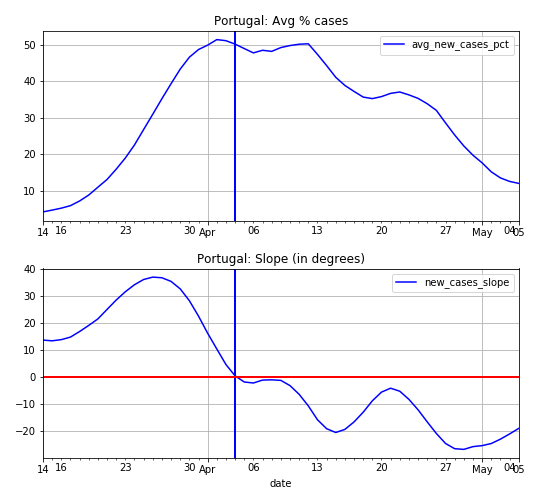 Portugal: Avg % cases
avg_new_cases_pct
50
40
30
20
10
14 16 23 30 Apr 06 13 20 27 May 04 05
Portugal: Slope (in degrees)
new_cases_slope
40
30
20
10
0
−10
−20
14 16 23 30 Apr 06 13 20 27 May 04 05
date